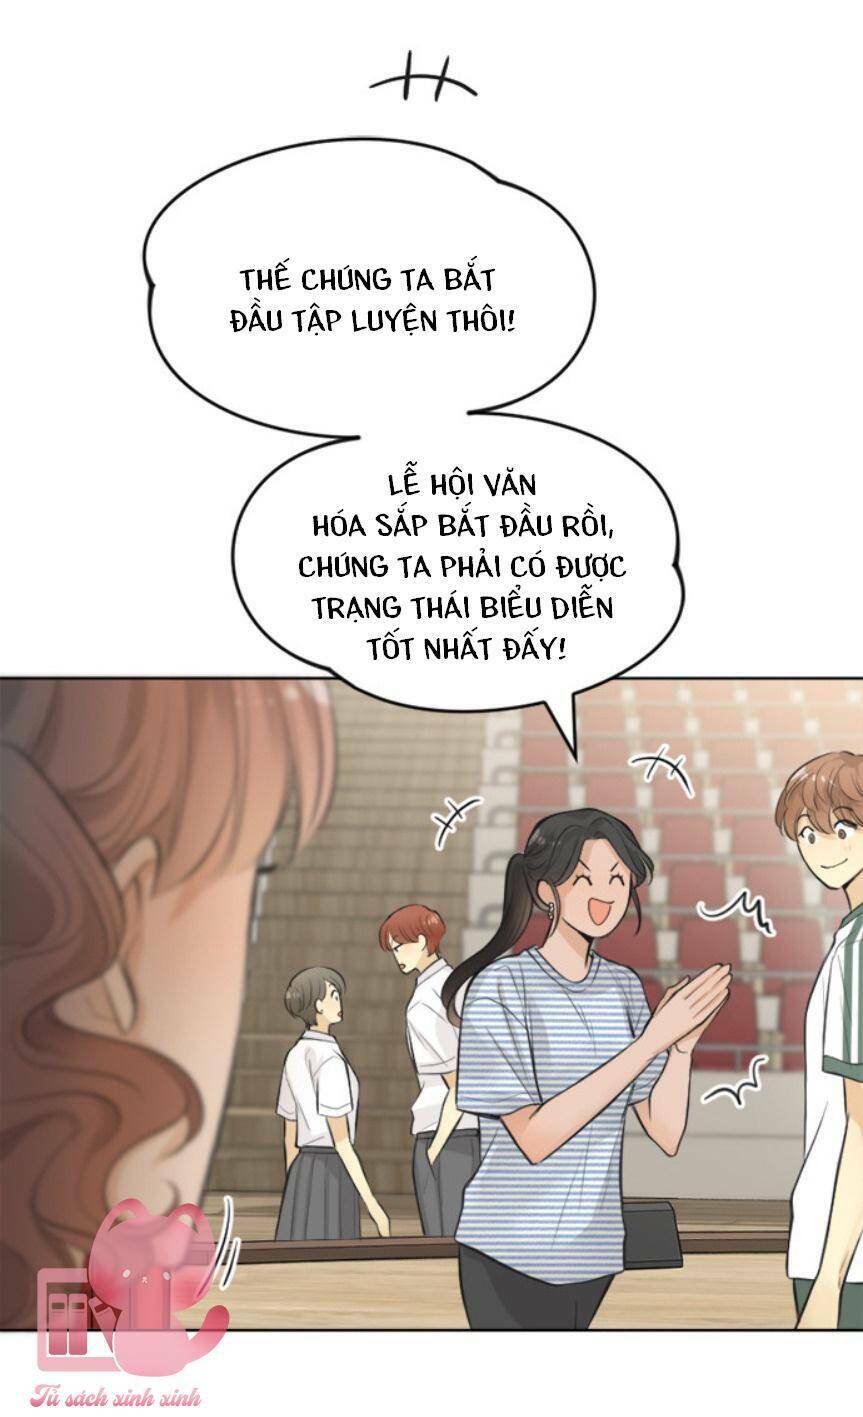 THẾ CHÚNG TA BẮT
ĐẦU TẬP LUYỆN THÔI!
LỄ HỘI VĂN
HÓA SẮP BẮT ĐẦU RỒI,
CHÚNG TA PHẢI CÓ ĐƯỢC
TRẠNG THÁI BIỂU DIỄN
TỐT NHẤT ĐẤY!
Tủ sách xinh xinh